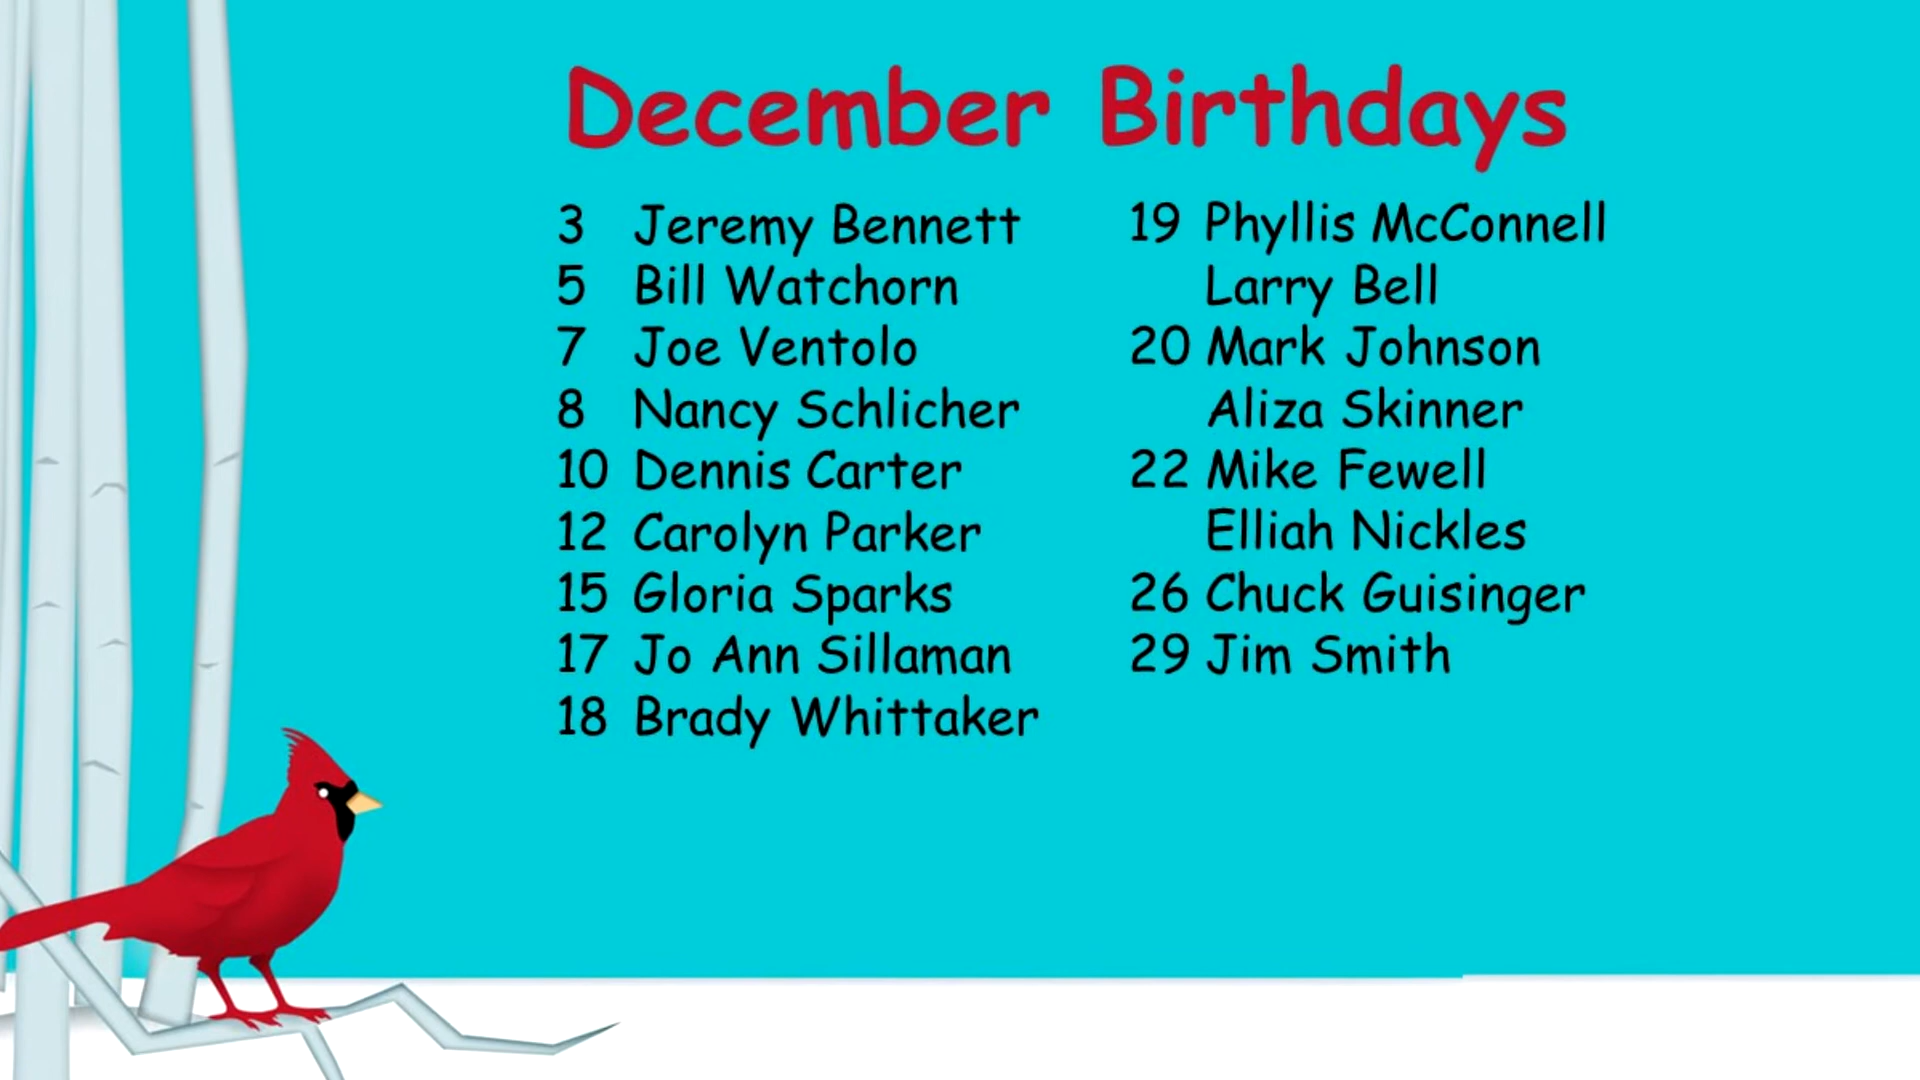 December Birthdays
3 Jeremy Bennett
5 Bill Watchorn
7 Joe Ventolo
8 Nancy Schlicher
10 Dennis Carter
12 Carolyn Parker
15 Gloria Sparks
17 Jo Ann Sillaman
18 Brady Whittaker
19 Phyllis McConnell
Larry Bell
20 Mark Johnson
Aliza Skinner
22 Mike Fewell
Elliah Nickles
26 Chuck Guisinger
29 Jim Smith